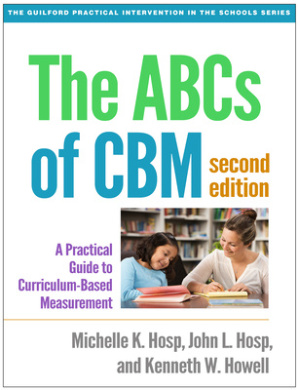 THE GUILFORD PRACTICAL INTERVENTION IN THE SCHOOLS SERIES
The ABCs
of CBM
second
edition
A Practical
Guide to
Curriculum-Based
Measurement
Michelle K. Hosp, John L. Hosp,
and Kenneth W. Howell